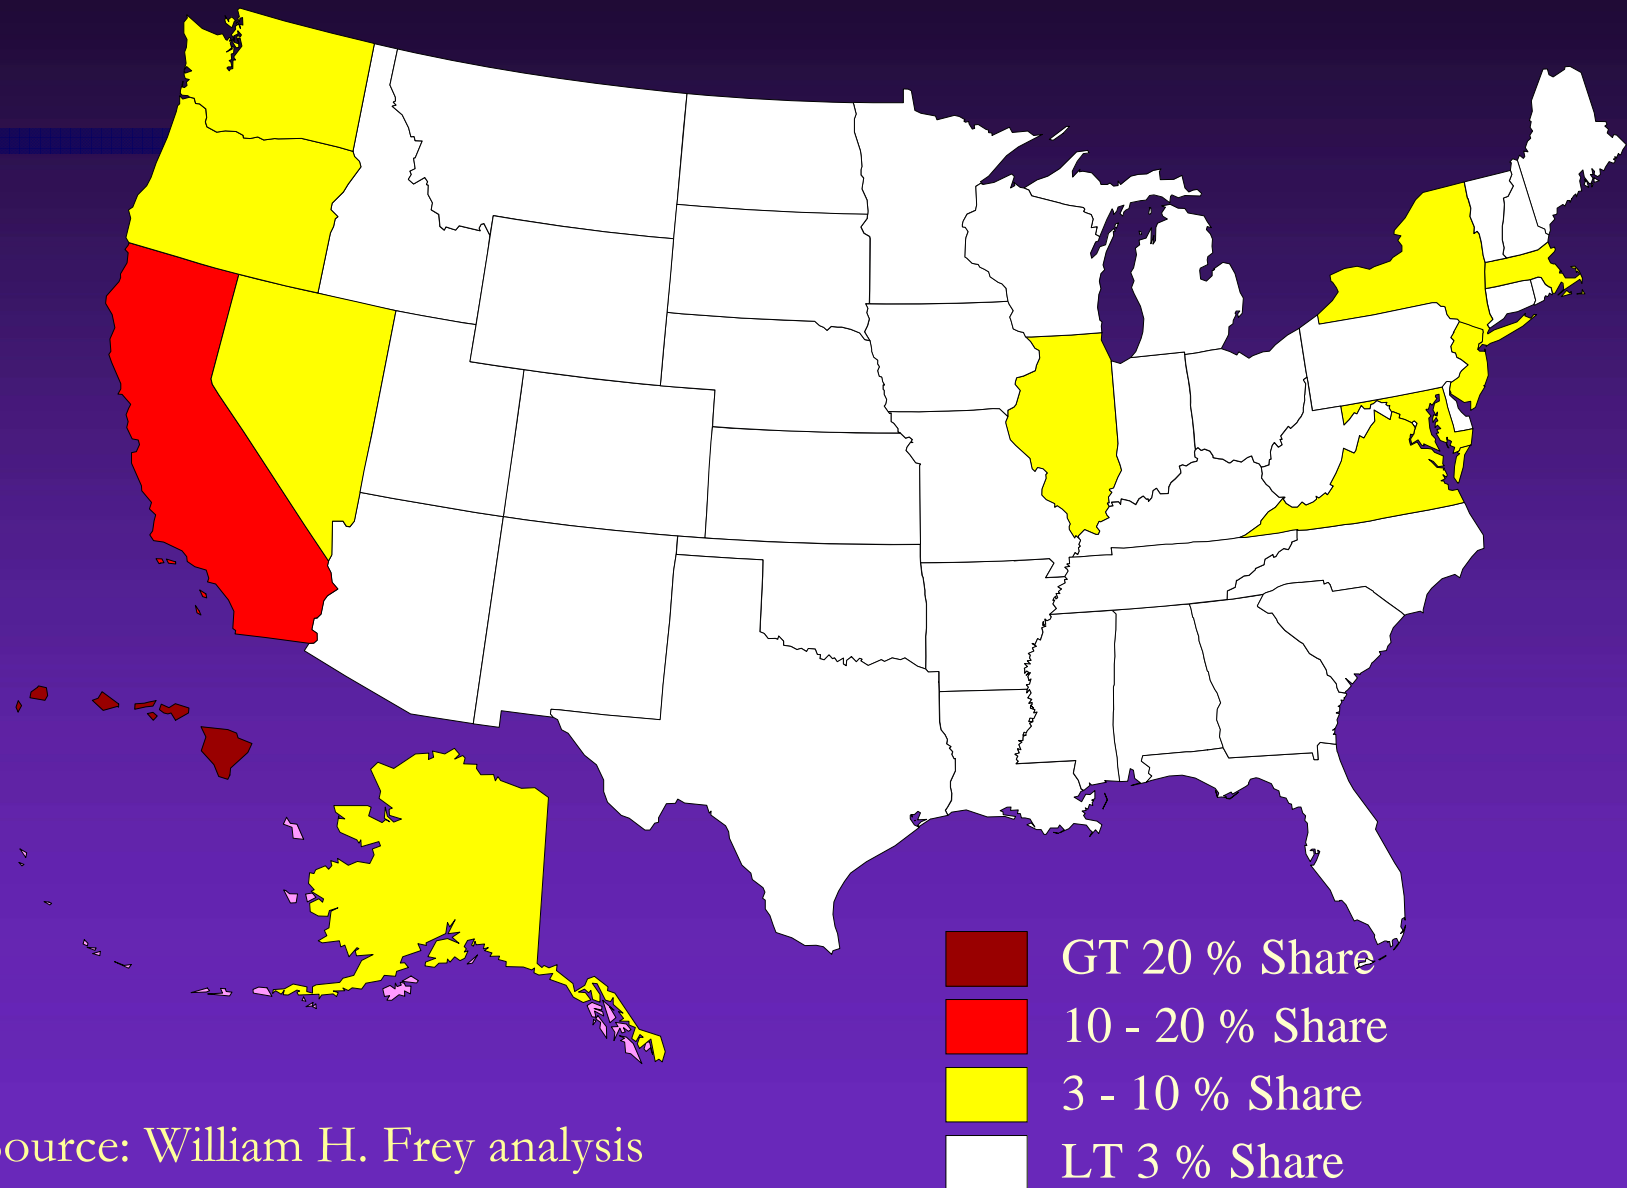 GT 20 % Share
10 - 20 % Share
3 - 10 % Share
LT 3 % Share
ource: William H. Frey analysis